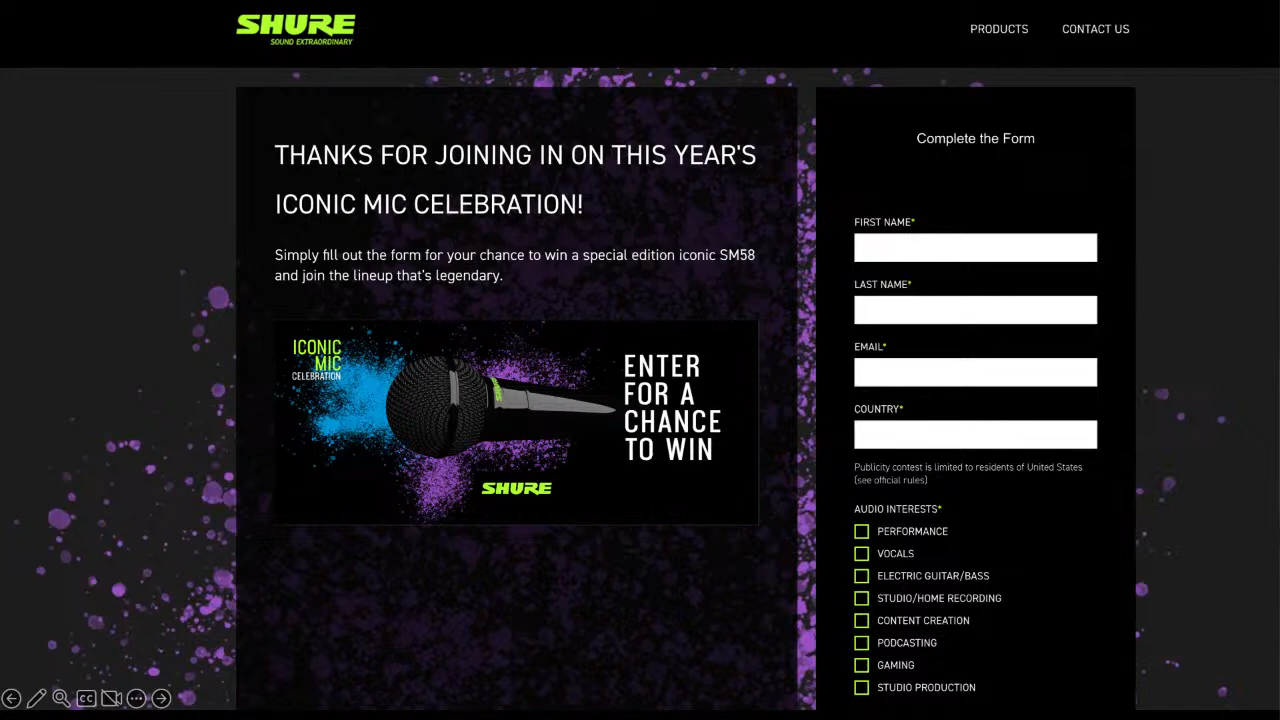 SHURE
SOUND EXTRAORDINARY
PRODUCTS
CONTACT US
THANKS FOR JOINING IN ON THIS YEAR'S
ICONIC MIC CELEBRATION!
Simply fill out the form for your chance to win a special edition iconic SM58
and join the lineup that's legendary.
ICONIC
MIC
CELEBRATION
SHURE
ENTER
FOR A
CHANCE
TO WIN
SHURE
Complete the Form
FIRST NAME*
LAST NAME*
EMAIL*
COUNTRY*
Publicity contest is limited to residents of United States
(see official rules)
AUDIO INTERESTS*
PERFORMANCE
VOCALS
ELECTRIC GUITAR/BASS
STUDIO/HOME RECORDING
CONTENT CREATION
PODCASTING
GAMING
STUDIO PRODUCTION
CC